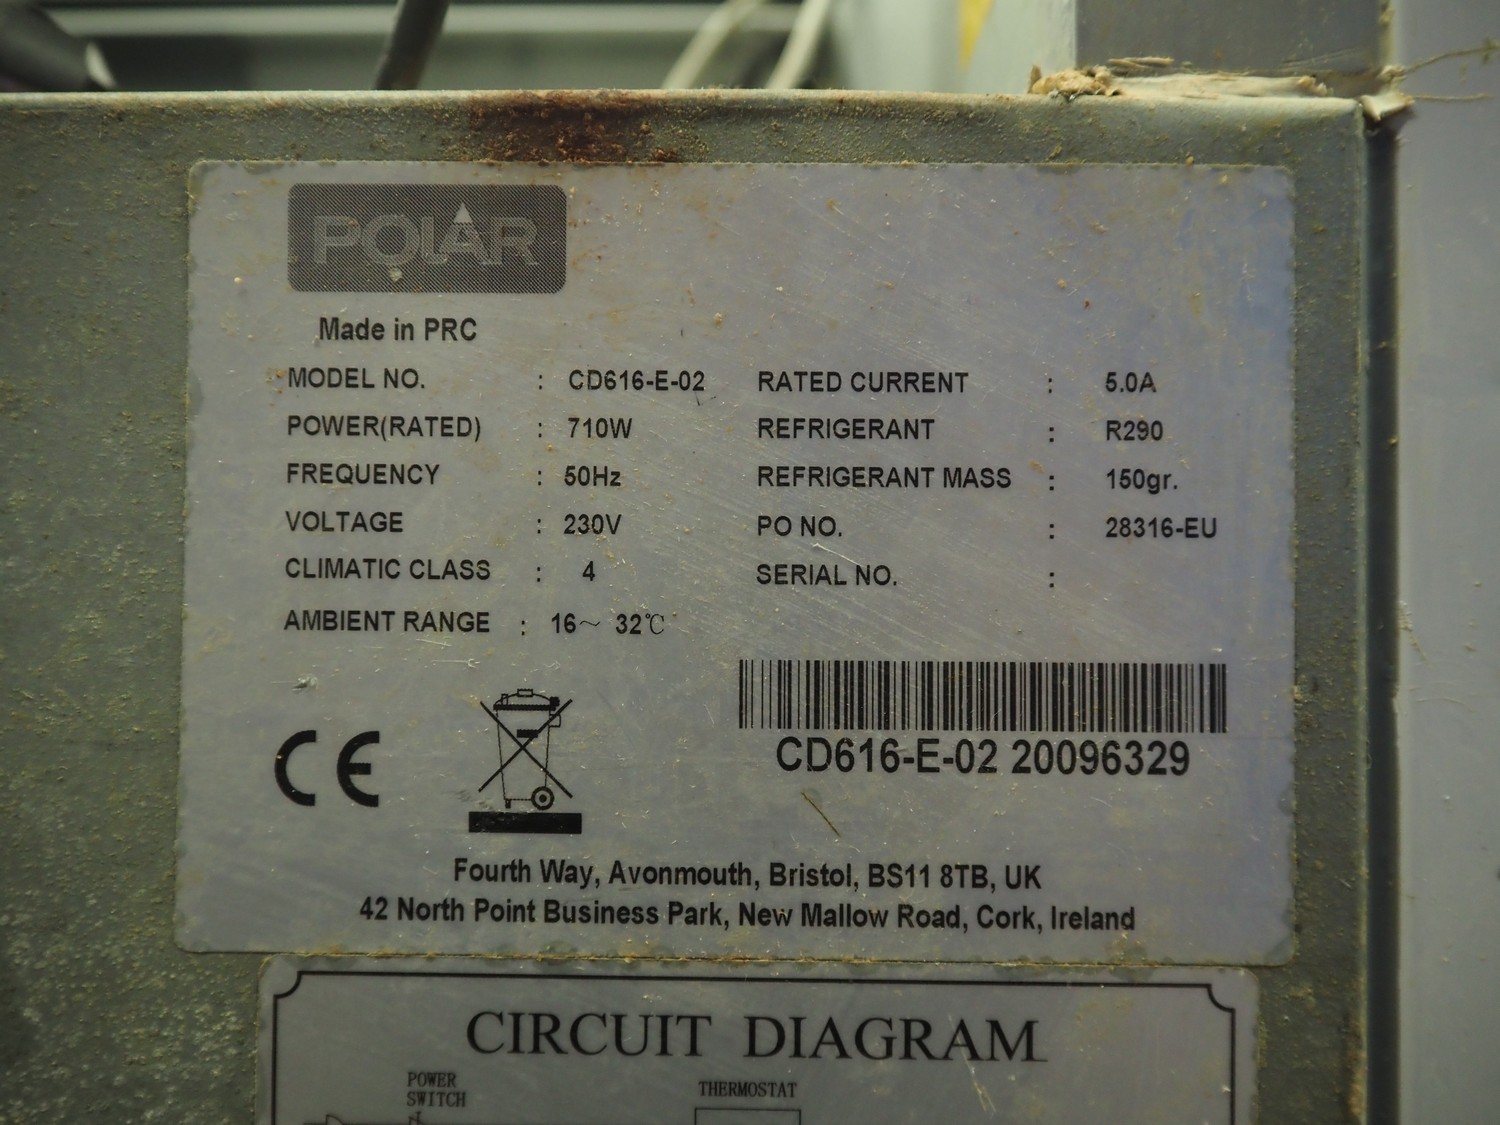 POLAR
Made in PRC
MODEL NO. : CD616-E-02 RATED CURRENT : 5.0A
POWER(RATED) : 710W REFRIGERANT : R290
FREQUENCY : 50Hz REFRIGERANT MASS : 150gr.
VOLTAGE : 230V PO NO. : 28316-EU
CLIMATIC CLASS : 4 SERIAL NO. :
AMBIENT RANGE : 16~ 32℃
CE
CD616-E-02 20096329
Fourth Way, Avonmouth, Bristol, BS11 8TB, UK
42 North Point Business Park, New Mallow Road, Cork, Ireland
CIRCUIT DIAGRAM
POWER
SWITCH
THERMOSTAT